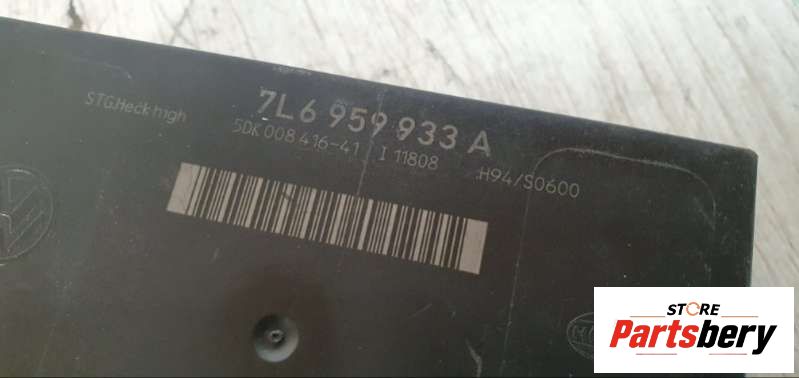 STG.Heck high
7L6 959 933 A
5DK 008 416-41 I 11808
H94/S0600
STORE
Partsbery